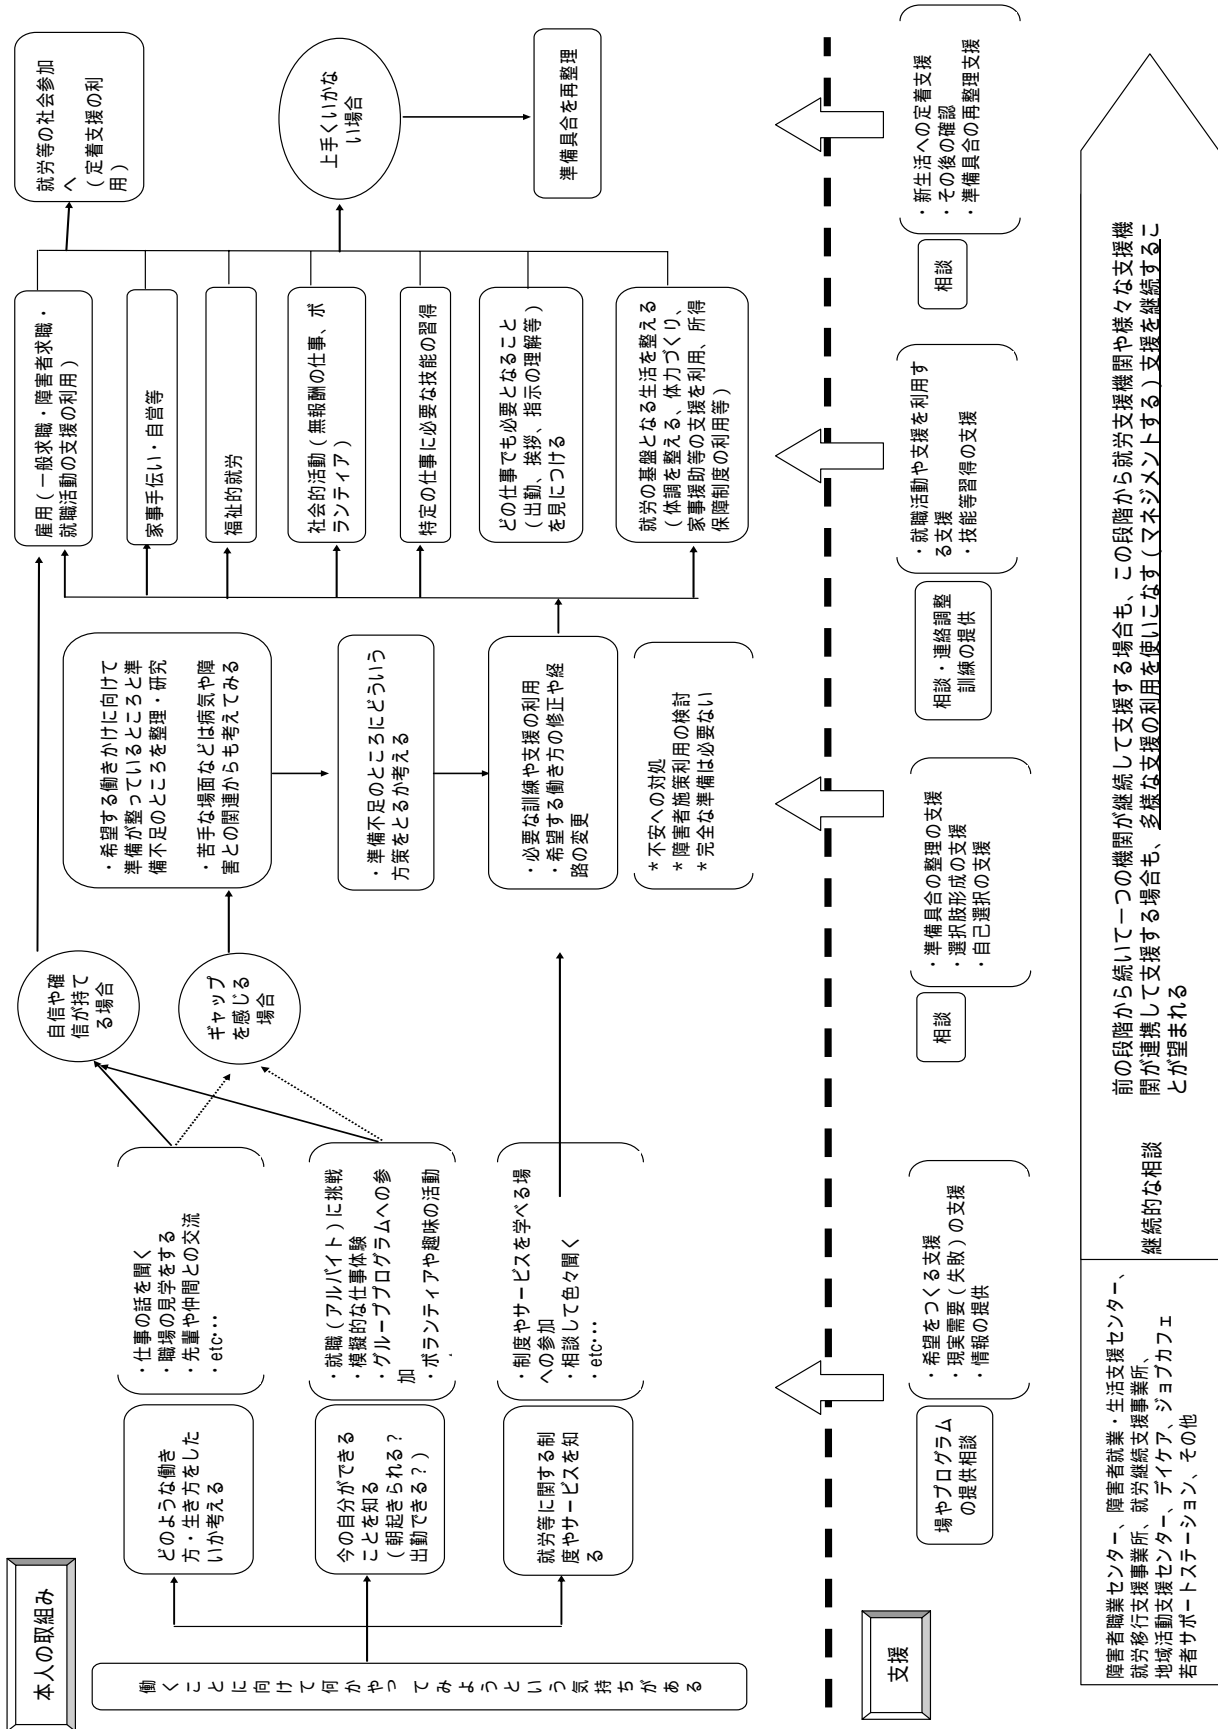 本人の取組み
働くことに向けて何かやってみようという気持ちがある
どのような働き
方・生き方をした
いか考える
今の自分ができる
ことを知る
(朝起きられる?
出勤できる?)
就労等に関する制
度やサービスを知
る
・仕事の話を聞く
・職場の見学をする
・先輩や仲間との交流
・etc…
・就職(アルバイト)に挑戦
・模擬的な仕事体験
・グループプログラムへの参
加
・ボランティアや趣味の活動
・制度やサービスを学べる場
への参加
・相談して色々聞く
・etc…
自信や確
信が持て
る場合
ギャップ
を感じる
場合
・希望する働きかけに向けて
準備が整っているところと準
備不足のところを整理・研究
・苦手な場面などは病気や障
害との関連からも考えてみる
・準備不足のところにどういう
方策をとるか考える
・必要な訓練や支援の利用
・希望する働き方の修正や経
路の変更
*不安への対処
*障害者施策利用の検討
*完全な準備は必要ない
雇用(一般求職・障害者求職・
就職活動の支援の利用)
家事手伝い・自営等
福祉的就労
社会的活動(無報酬の仕事、ボ
ランティア)
特定の仕事に必要な技能の習得
どの仕事でも必要となること
(出勤、挨拶、指示の理解等)
を見につける
就労の基盤となる生活を整える
(体調を整える、体力づくり、
家事援助等の支援を利用、所得
保障制度の利用等)
就労等の社会参加
へ
(定着支援の利
用)
上手くいかな
い場合
準備具合を再整理
支援
場やプログラム
の提供相談
・希望をつくる支援
・現実需要(失敗)の支援
・情報の提供
相談
・準備具合の整理の支援
・選択肢形成の支援
・自己選択の支援
相談・連絡調整
訓練の提供
・就職活動や支援を利用す
る支援
・技能等習得の支援
相談
・新生活への定着支援
・その後の確認
・準備具合の再整理支援
障害者職業センター、障害者就業・生活支援センター、
就労移行支援事業所、就労継続支援事業所、
地域活動支援センター、デイケア、ジョブカフェ
若者サポートステーション、その他
継続的な相談
前の段階から続いて一つの機関が継続して支援する場合も、この段階から就労支援機関や様々な支援機
関が連携して支援する場合も、多様な支援の利用を使いこなす(マネジメントする)支援を継続するこ
とが望まれる